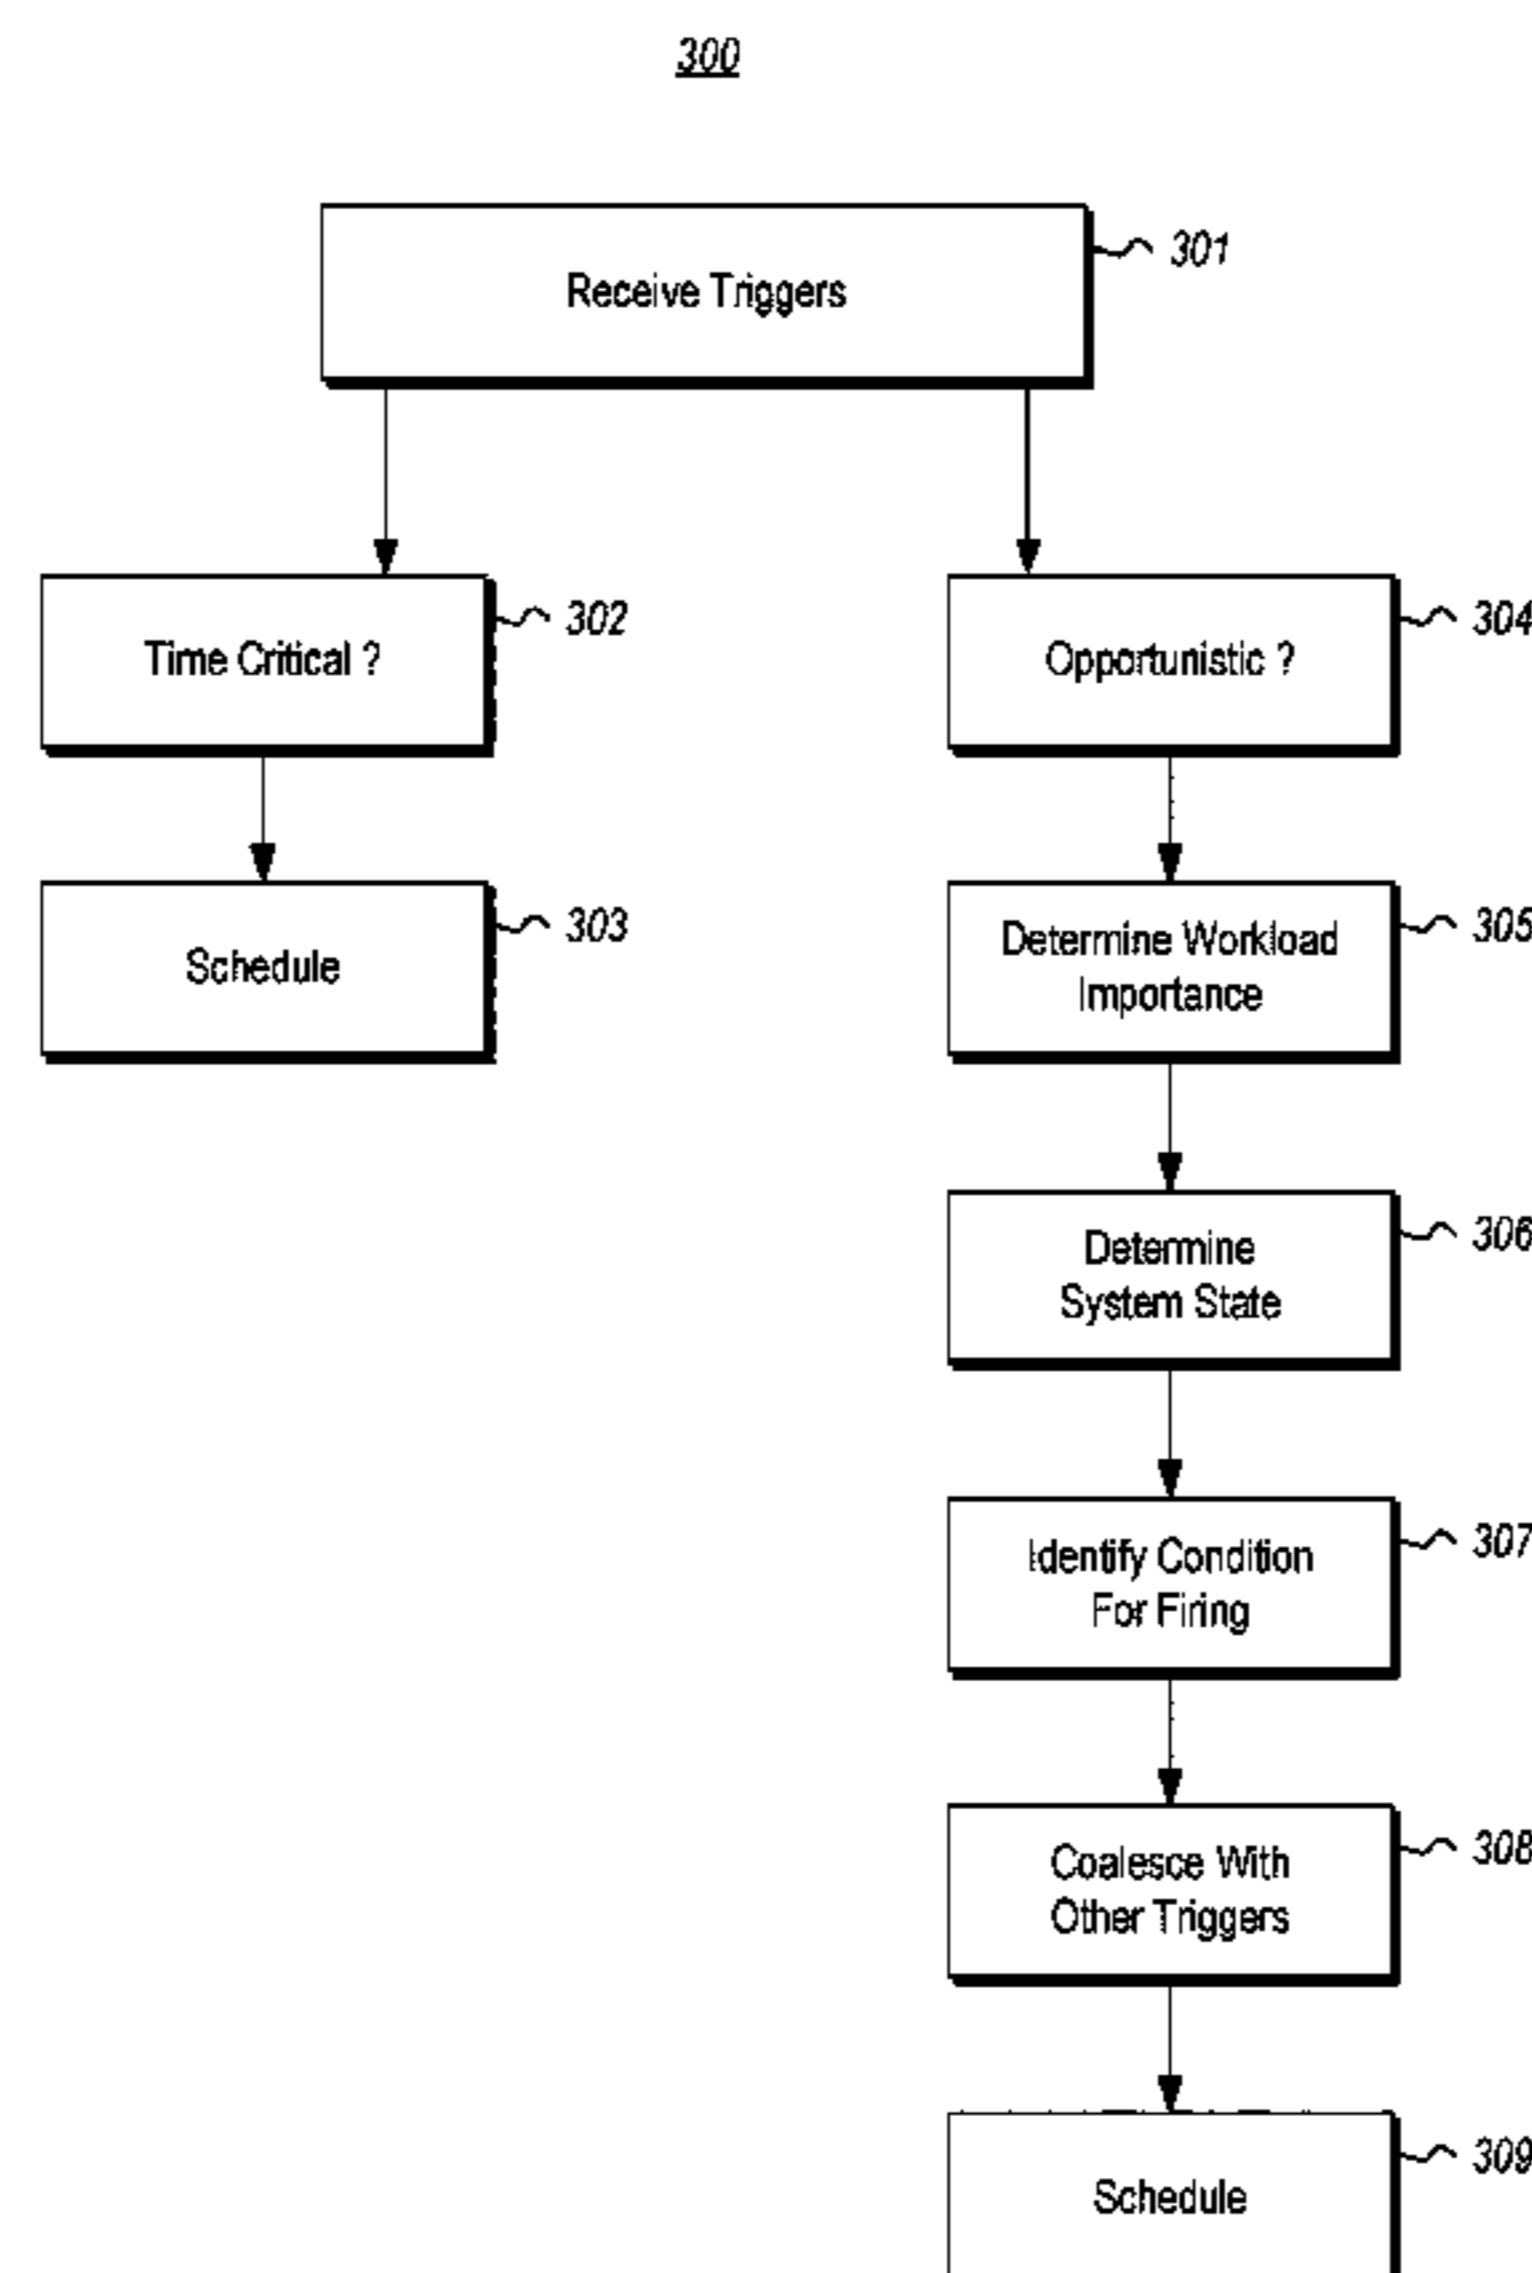 300
Receive Triggers
301
Time Critical ?
302
Opportunistic ?
304
Schedule
303
Determine Workload
Importance
305
Determine
System State
306
Identify Condition
For Firing
307
Coalesce With
Other Triggers
308
Schedule
309